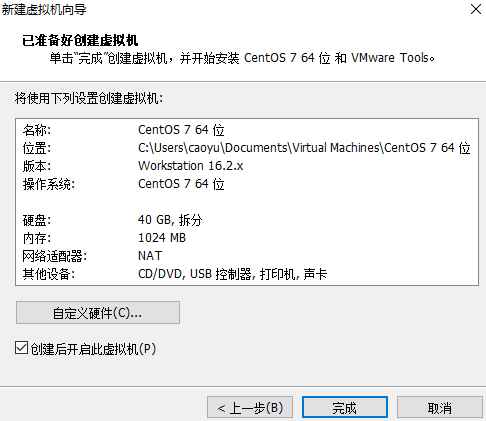 新建虚拟机向导
已准备好创建虚拟机
单击“完成”创建虚拟机，并开始安装 CentOS 7 64 位 和 VMware Tools。
将使用下列设置创建虚拟机:
名称: CentOS 7 64 位
位置: C:\Users\caoyu\Documents\Virtual Machines\CentOS 7 64 位
版本: Workstation 16.2.x
操作系统: CentOS 7 64 位
硬盘: 40 GB, 拆分
内存: 1024 MB
网络适配器: NAT
其他设备: CD/DVD, USB 控制器, 打印机, 声卡
自定义硬件(C)...
创建后开启此虚拟机(P)
< 上一步(B) 完成 取消